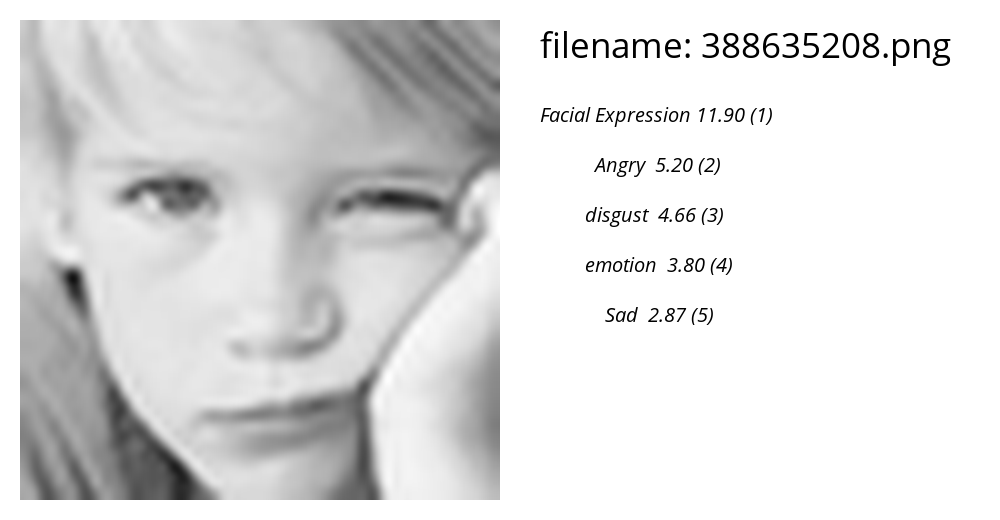 filename: 388635208.png
Facial Expression 11.90 (1)
Angry 5.20 (2)
disgust 4.66 (3)
emotion 3.80 (4)
Sad 2.87 (5)